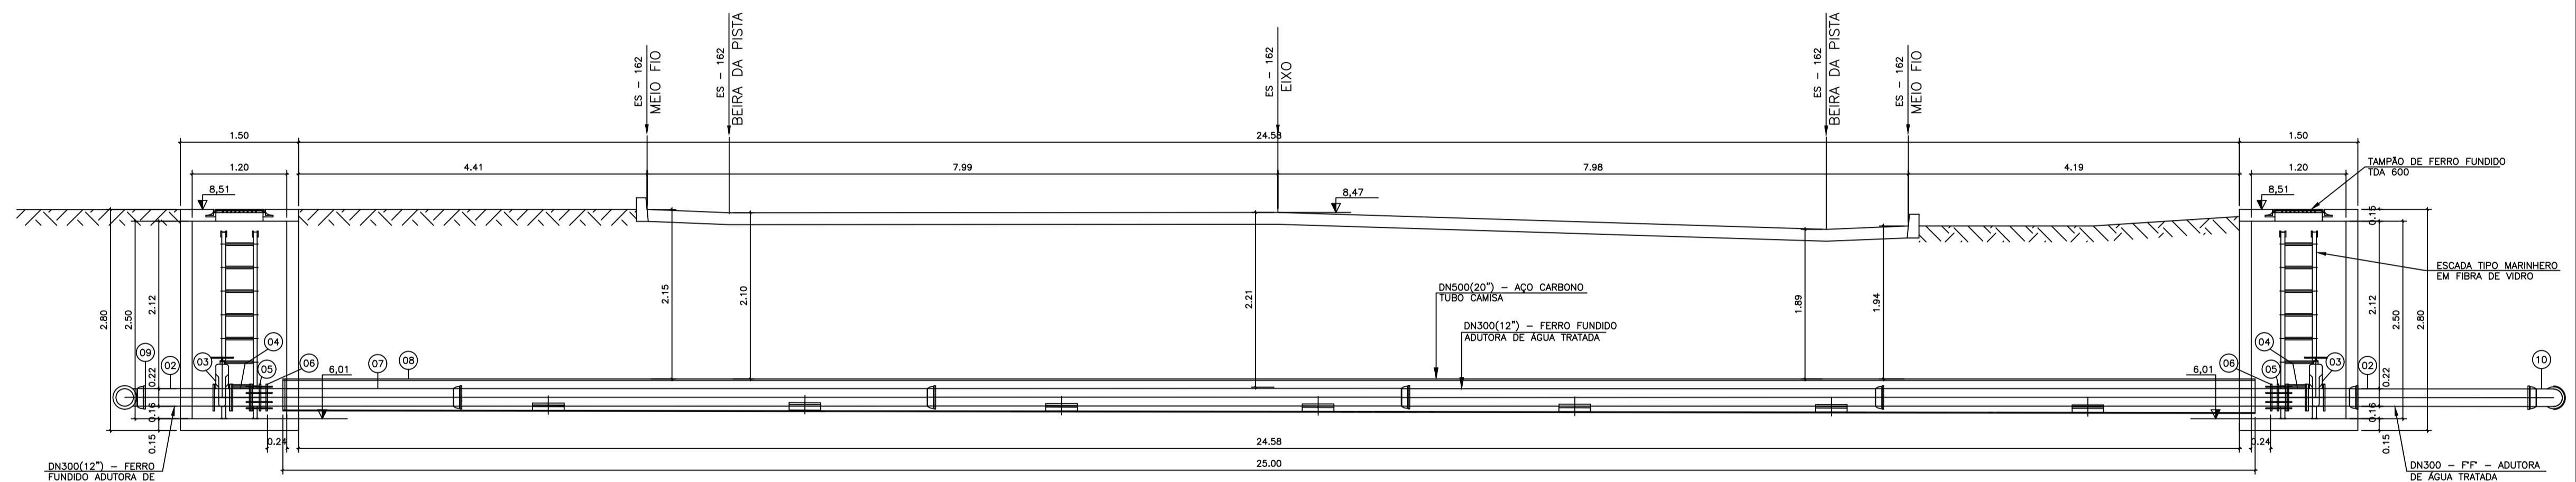 ES - 162
MEIO FIO
ES - 162
BEIRA DA PISTA
ES - 162
EIXO
ES - 162
BEIRA DA PISTA
ES - 162
MEIO FIO
1.50
24.58
1.50
1.20
4.41
7.99
7.98
4.19
1.20
TAMPÃO DE FERRO FUNDIDO
TDA 600
8,51
8,47
8,51
0.15
2.80
2.50
2.12
2.15
2.10
2.21
1.89
1.94
2.12
2.50
2.80
ESCADA TIPO MARINHERO
EM FIBRA DE VIDRO
DN500(20") - AÇO CARBONO
TUBO CAMISA
DN300(12") - FERRO FUNDIDO
ADUTORA DE ÁGUA TRATADA
09
02
03
04
05
06
07
08
6,01
6,01
06
04
05
03
02
10
0.22
0.16
0.15
0.22
0.16
0.15
0.24
24.58
0.24
25.00
DN300(12") - FERRO
FUNDIDO ADUTORA DE
DN300 - F°F° - ADUTORA
DE ÁGUA TRATADA